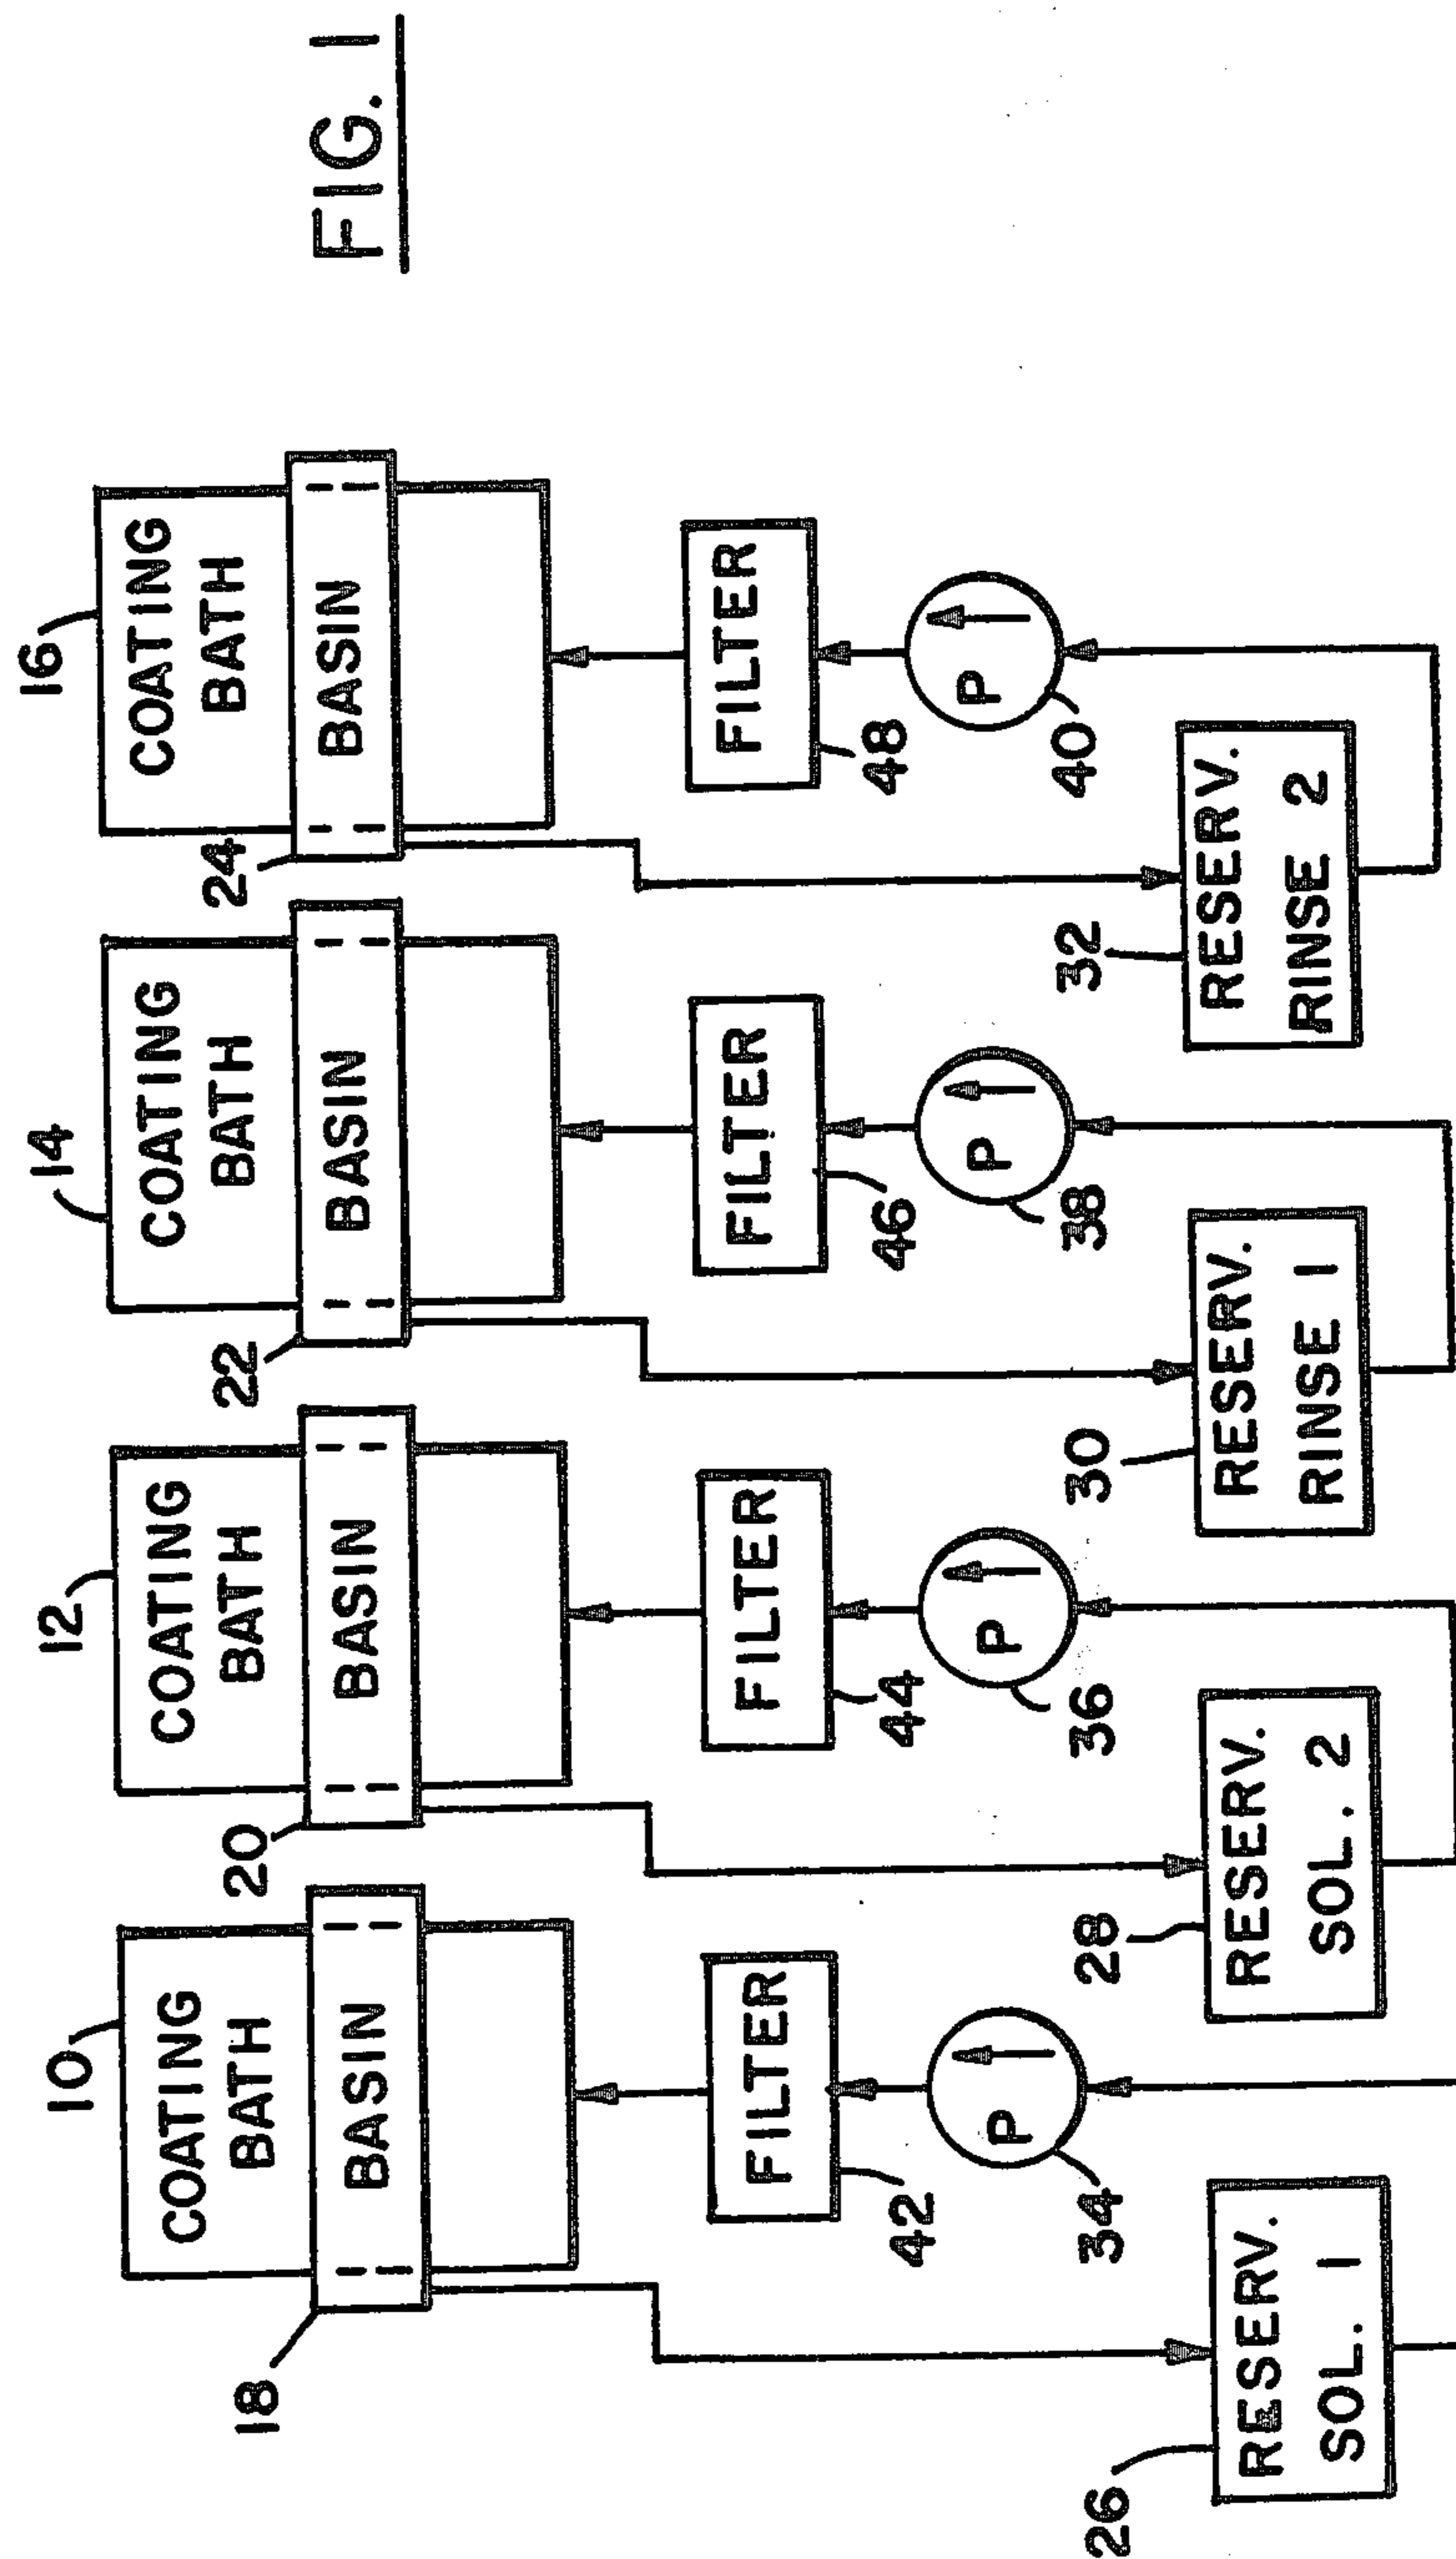 FIG. 1
10
COATING
BATH
BASIN
18
12
COATING
BATH
BASIN
20
14
COATING
BATH
BASIN
22
16
COATING
BATH
BASIN
24
FILTER
42
FILTER
44
FILTER
46
FILTER
48
P
34
P
36
P
38
P
40
26
RESERV.
SOL. 1
28
RESERV.
SOL. 2
30
RESERV.
RINSE 1
32
RESERV.
RINSE 2